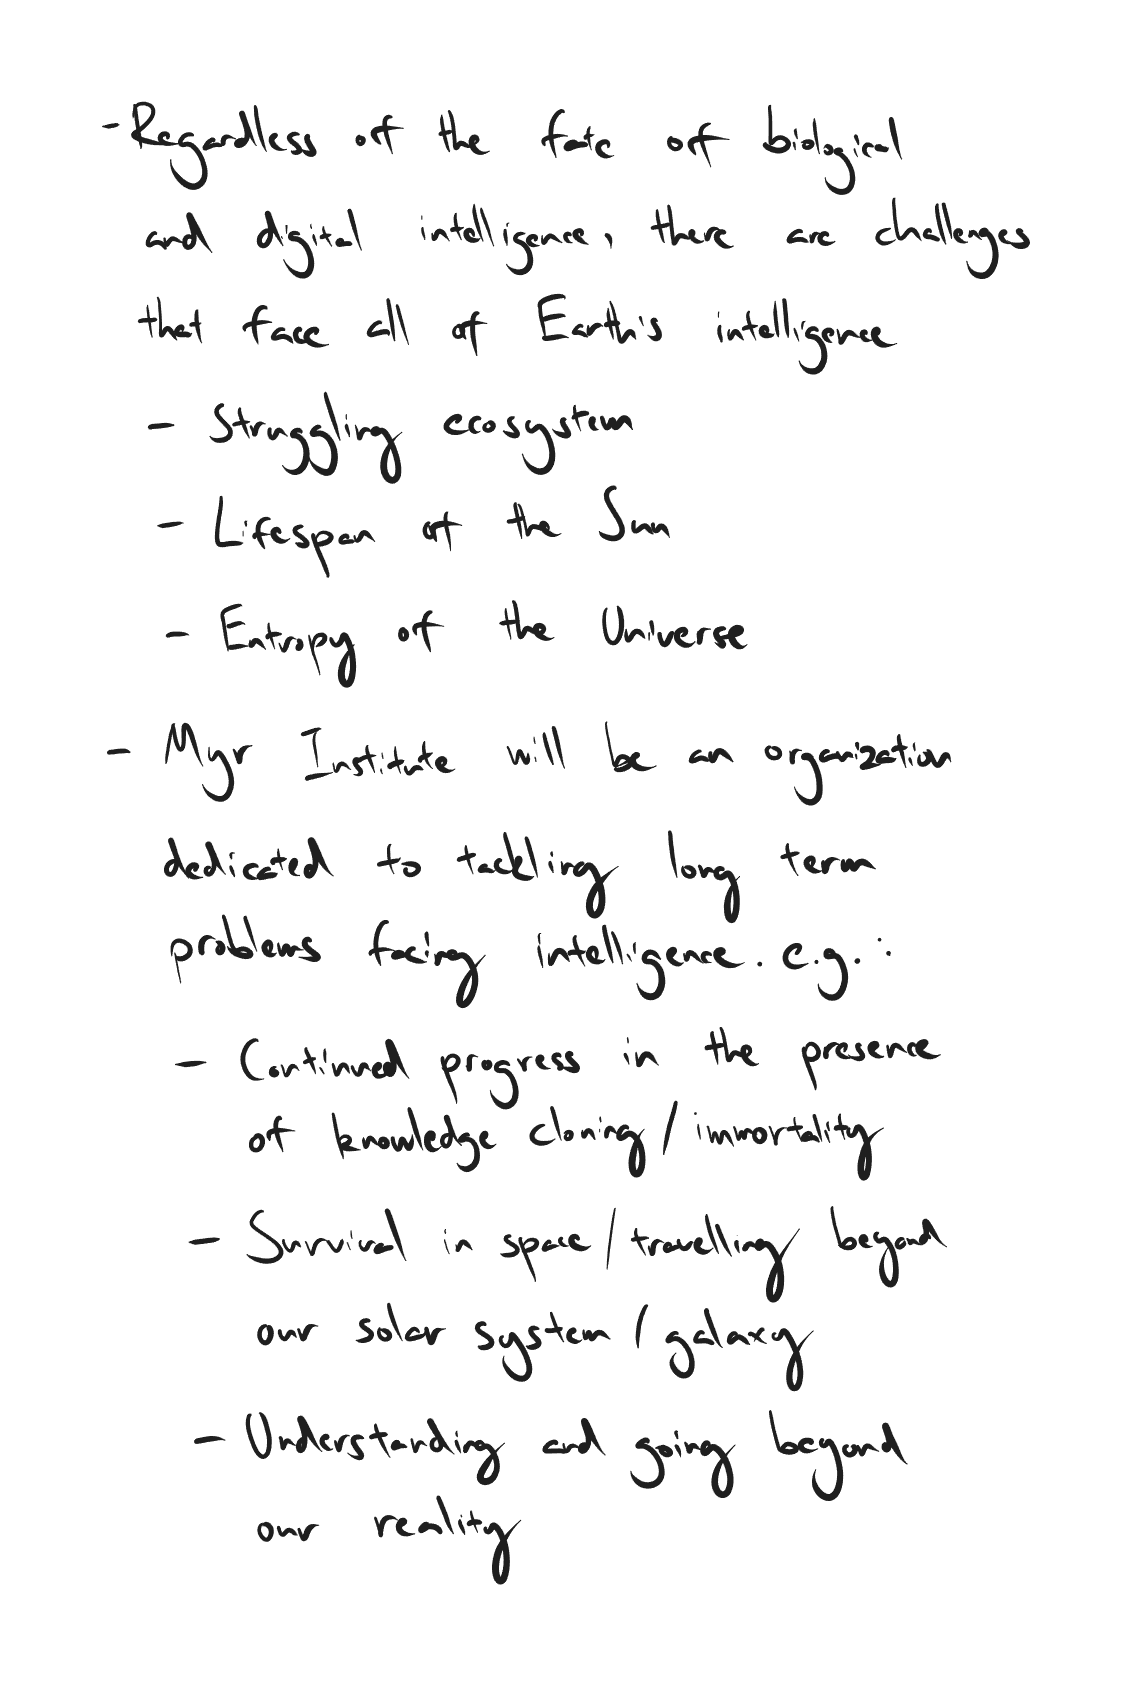 - Regardless of the fate of biological
and digital intelligence, there are challenges
that face all of Earth's intelligence
- Struggling ecosystem
- Lifespan of the Sun
- Entropy of the Universe
- Myr Institute will be an organization
dedicated to tackling long term
problems facing intelligence. e.g. :
- Continued progress in the presence
of knowledge cloning/immortality
- Survival in space/travelling beyond
our solar system/galaxy
- Understanding and going beyond
our reality